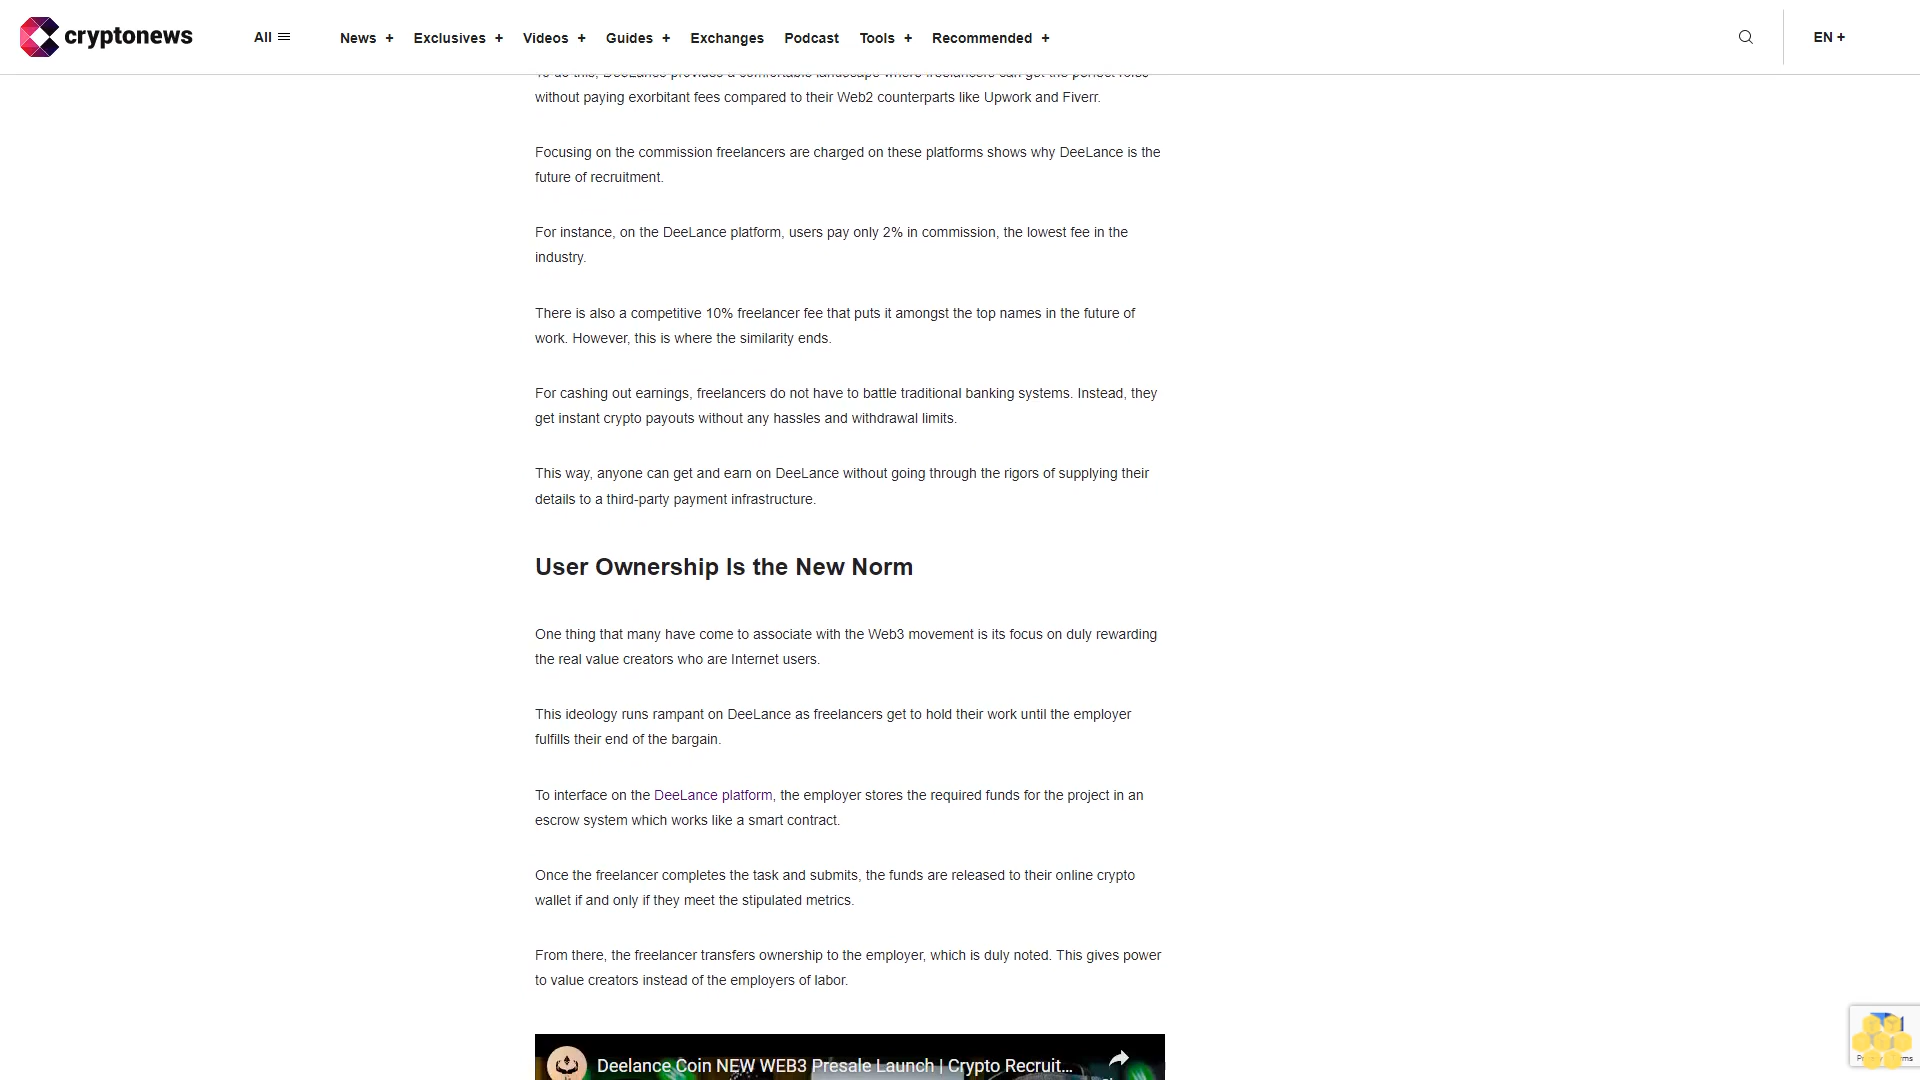 cryptonews
All
News +
Exclusives +
Videos +
Guides +
Exchanges
Podcast
Tools +
Recommended +
EN +
To do this, DeeLance provides a comfortable landscape where freelancers can get the perfect roles
without paying exorbitant fees compared to their Web2 counterparts like Upwork and Fiverr.
Focusing on the commission freelancers are charged on these platforms shows why DeeLance is the
future of recruitment.
For instance, on the DeeLance platform, users pay only 2% in commission, the lowest fee in the
industry.
There is also a competitive 10% freelancer fee that puts it amongst the top names in the future of
work. However, this is where the similarity ends.
For cashing out earnings, freelancers do not have to battle traditional banking systems. Instead, they
get instant crypto payouts without any hassles and withdrawal limits.
This way, anyone can get and earn on DeeLance without going through the rigors of supplying their
details to a third-party payment infrastructure.
User Ownership Is the New Norm
One thing that many have come to associate with the Web3 movement is its focus on duly rewarding
the real value creators who are Internet users.
This ideology runs rampant on DeeLance as freelancers get to hold their work until the employer
fulfills their end of the bargain.
To interface on the DeeLance platform, the employer stores the required funds for the project in an
escrow system which works like a smart contract.
Once the freelancer completes the task and submits, the funds are released to their online crypto
wallet if and only if they meet the stipulated metrics.
From there, the freelancer transfers ownership to the employer, which is duly noted. This gives power
to value creators instead of the employers of labor.
Deelance Coin NEW WEB3 Presale Launch | Crypto Recruit...